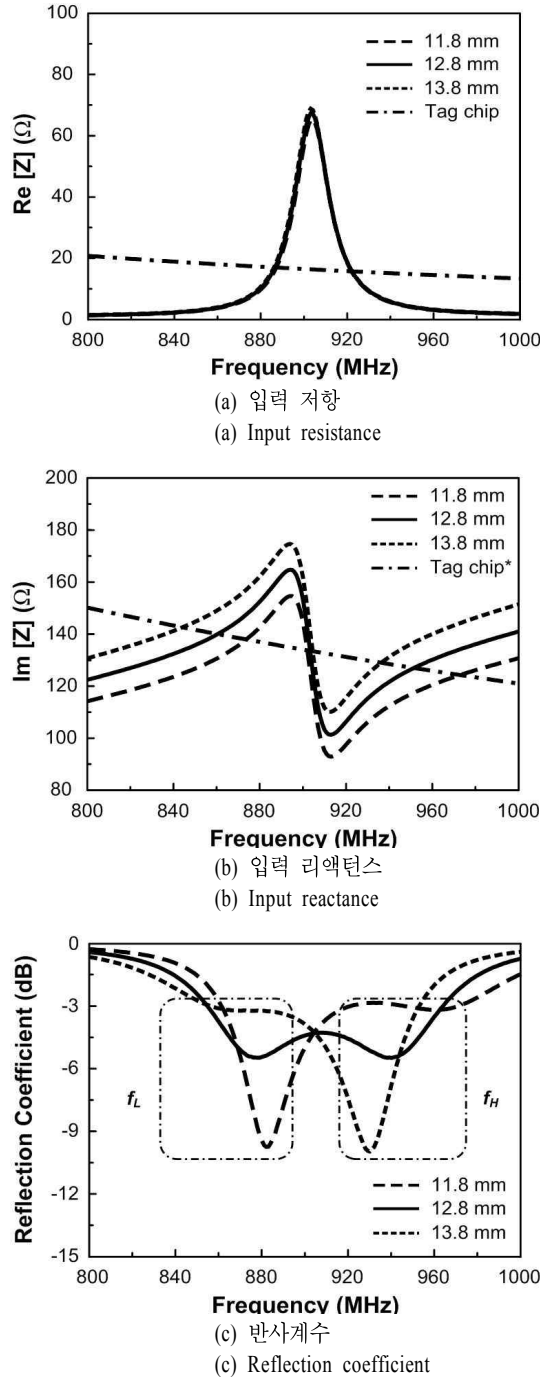 100
80
60
40
20
0
Re [Z] (Ω)
11.8 mm
12.8 mm
13.8 mm
Tag chip
800 840 880 920 960 1000
Frequency (MHz)
(a) 입력 저항
(a) Input resistance
200
180
160
140
120
100
80
Im [Z] (Ω)
11.8 mm
12.8 mm
13.8 mm
Tag chip*
800 840 880 920 960 1000
Frequency (MHz)
(b) 입력 리액턴스
(b) Input reactance
0
-3
-6
-9
-12
-15
Reflection Coefficient (dB)
fL
fH
11.8 mm
12.8 mm
13.8 mm
800 840 880 920 960 1000
Frequency (MHz)
(c) 반사계수
(c) Reflection coefficient